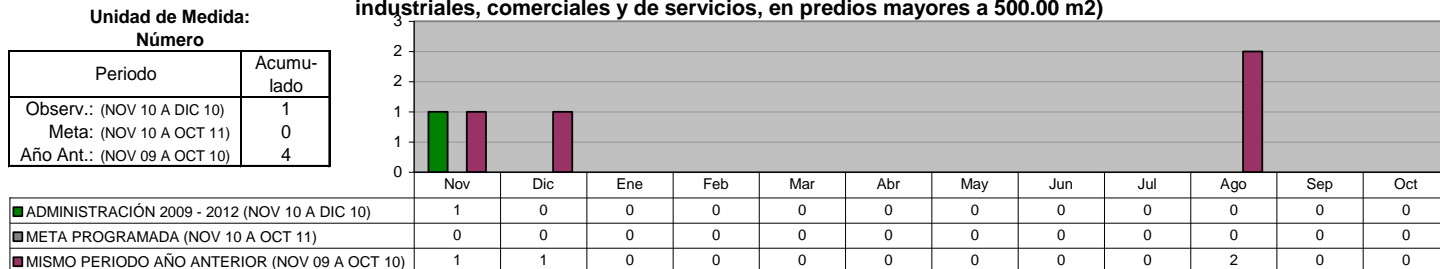 industriales, comerciales y de servicios, en predios mayores a 500.00 m2)
Unidad de Medida:
Número
Periodo Acumu-
lado
Observ.: (NOV 10 A DIC 10) 1
Meta: (NOV 10 A OCT 11) 0
Año Ant.: (NOV 09 A OCT 10) 4
3
2
2
1
1
0
Nov Dic Ene Feb Mar Abr May Jun Jul Ago Sep Oct
ADMINISTRACIÓN 2009 - 2012 (NOV 10 A DIC 10) 1 0 0 0 0 0 0 0 0 0 0 0
META PROGRAMADA (NOV 10 A OCT 11) 0 0 0 0 0 0 0 0 0 0 0 0
MISMO PERIODO AÑO ANTERIOR (NOV 09 A OCT 10) 1 1 0 0 0 0 0 0 0 2 0 0